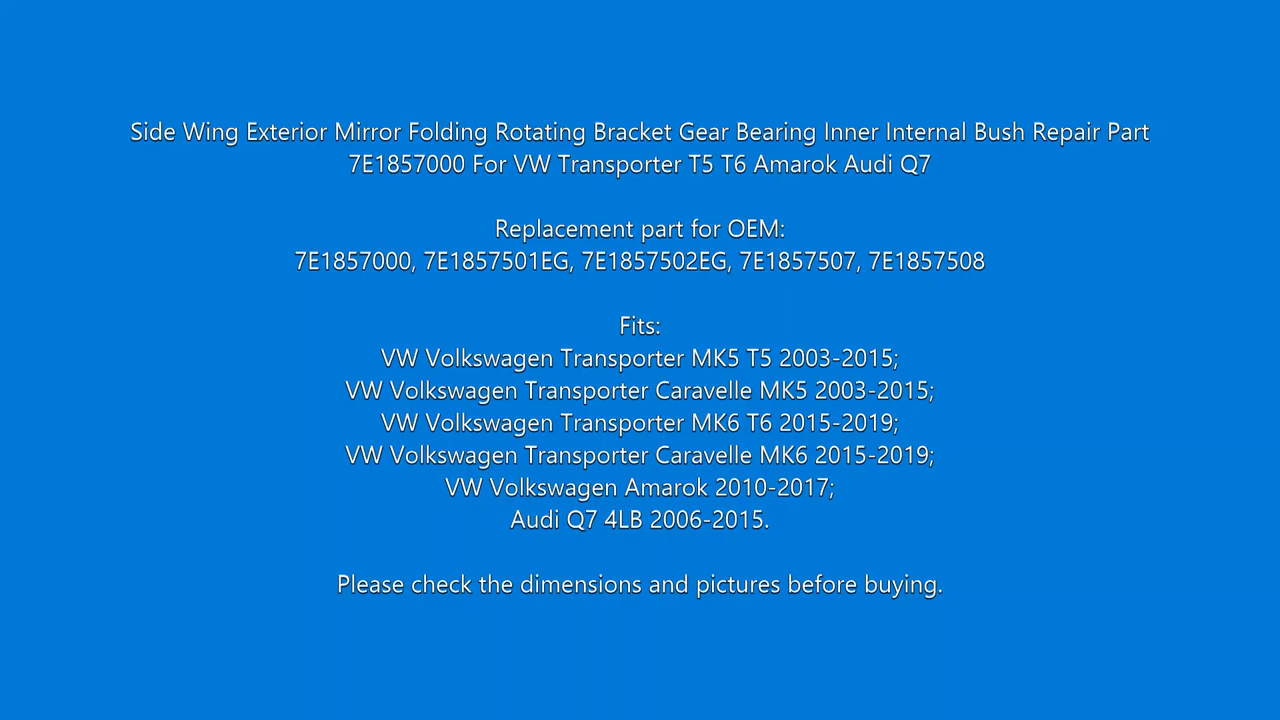 Side Wing Exterior Mirror Folding Rotating Bracket Gear Bearing Inner Internal Bush Repair Part
7E1857000 For VW Transporter T5 T6 Amarok Audi Q7
Replacement part for OEM:
7E1857000, 7E1857501EG, 7E1857502EG, 7E1857507, 7E1857508
Fits:
VW Volkswagen Transporter MK5 T5 2003-2015;
VW Volkswagen Transporter Caravelle MK5 2003-2015;
VW Volkswagen Transporter MK6 T6 2015-2019;
VW Volkswagen Transporter Caravelle MK6 2015-2019;
VW Volkswagen Amarok 2010-2017;
Audi Q7 4LB 2006-2015.
Please check the dimensions and pictures before buying.